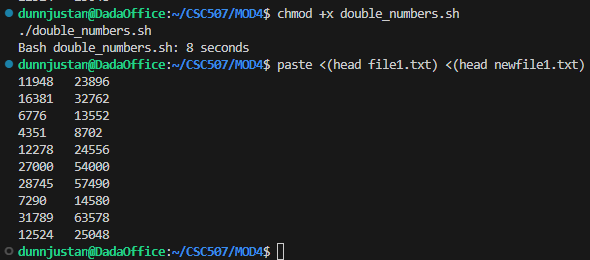 dunnjustan@DadaOffice:~/CSC507/MOD4$ chmod +x double_numbers.sh
./double_numbers.sh
Bash double_numbers.sh: 8 seconds
dunnjustan@DadaOffice:~/CSC507/MOD4$ paste <(head file1.txt) <(head newfile1.txt)
11948 23896
16381 32762
6776 13552
4351 8702
12278 24556
27000 54000
28745 57490
7290 14580
31789 63578
12524 25048
dunnjustan@DadaOffice:~/CSC507/MOD4$